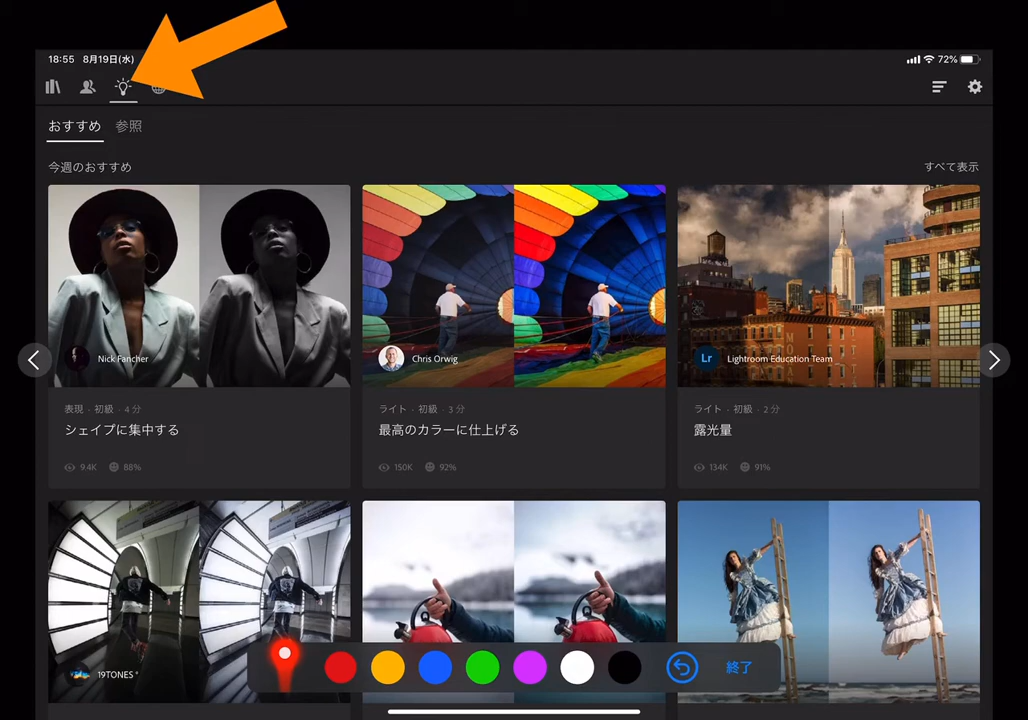 18:55 8月19日(水)
72%
おすすめ 参照
今週のおすすめ すべて表示
Nick Fancher
Chris Orwig
Lr Lightroom Education Team
表現・初級・4 分
シェイプに集中する
9.4K 88%
ライト・初級・3 分
最高のカラーに仕上げる
150K 92%
ライト・初級・2 分
露光量
134K 91%
19TONES °
終了